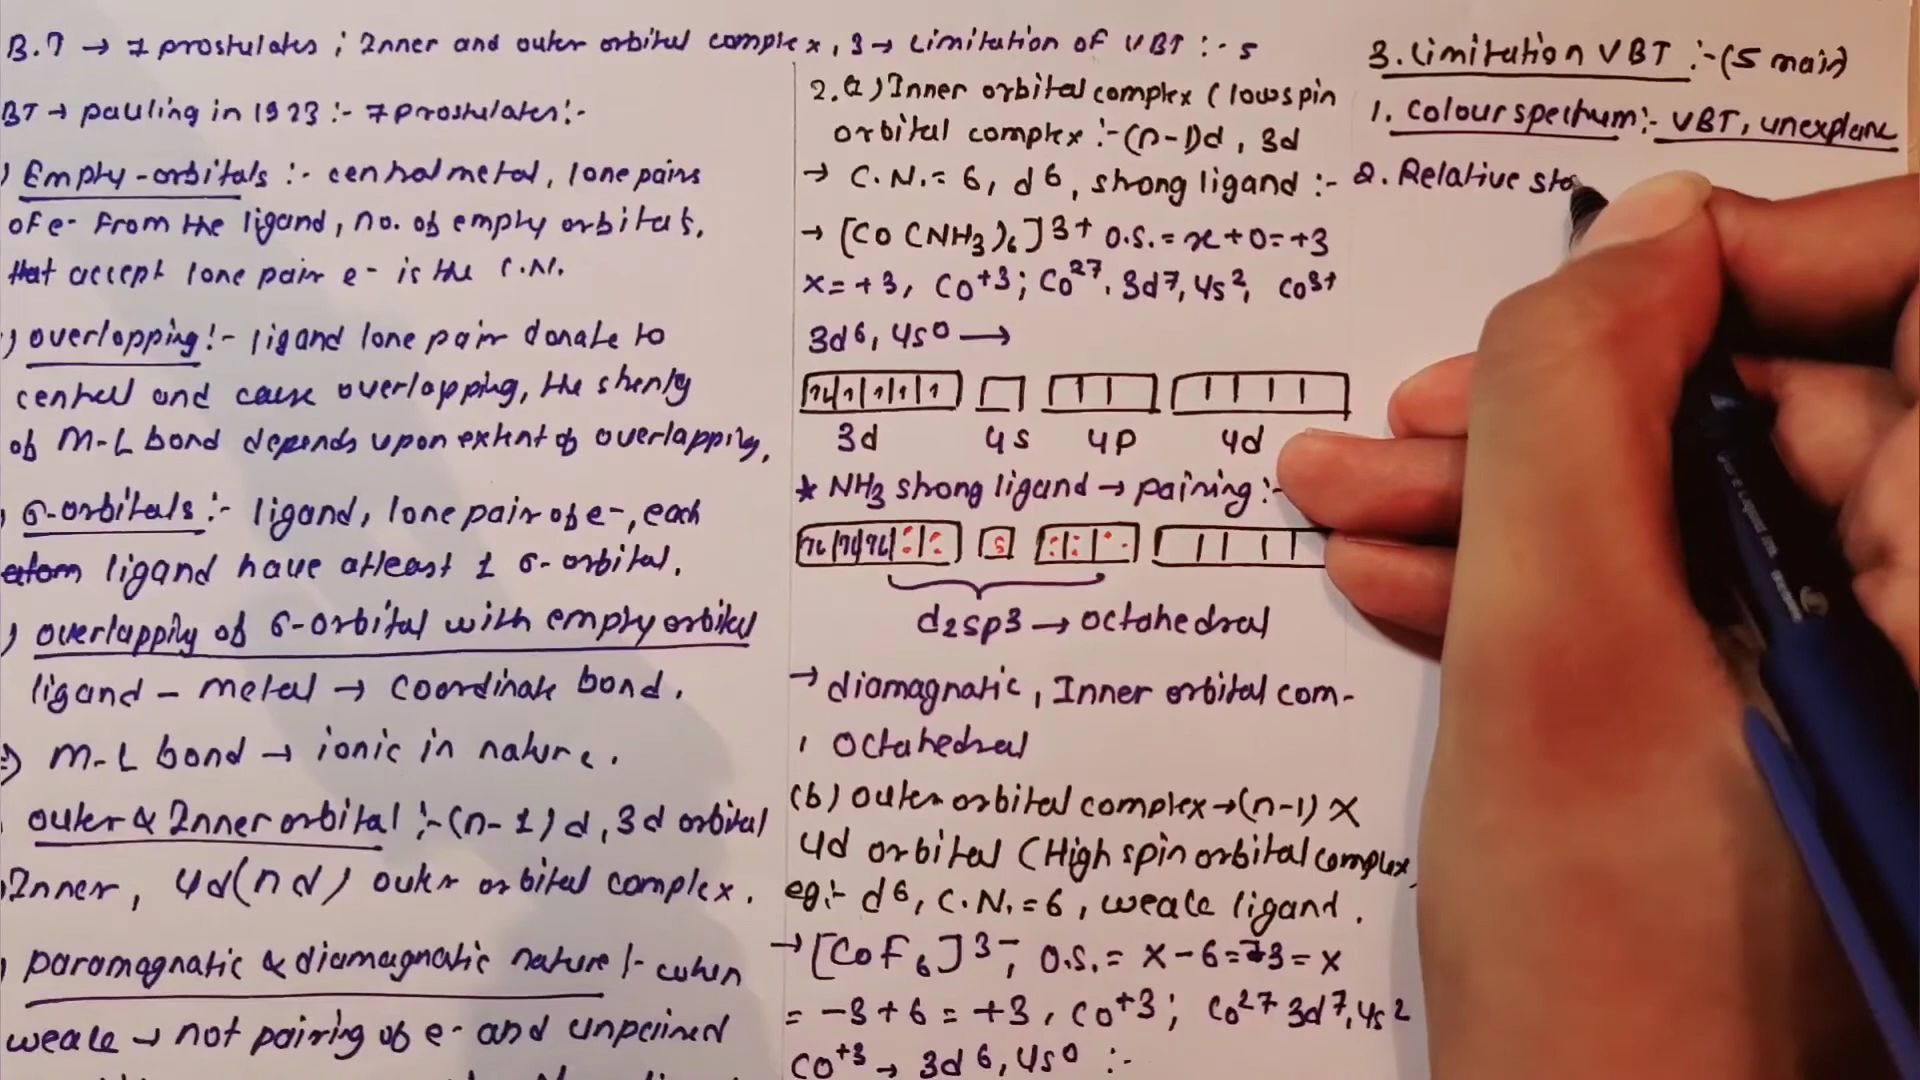 B.T → 7 prostulates ; Inner and outer orbital complex, 3 → Limitation of VBT :- 5
BT → pauling in 1923 :- 7 Prostulates :-
) Empty-orbitals :- central metal, lone pairs
of e- from the ligand, no. of empty orbitals,
that accept lone pair e- is the C.N.
) overlopping :- ligand lone pair donate to
central and cause overlopping, the
of M-L bond depends upon extent of overlapping,
σ-orbitals :- ligand, lone pair of e-, each
ligand have atleast 1 σ-orbital.
) overlapping of σ-orbital with empty orbital
ligand - metal → coordinate bond.
⇒ M-L bond → ionic in nature.
outer & Inner orbital :- (n-1)d, 3d orbital
Inner, 4d(nd) outer orbital complex.
) paramagnatic & diamagnatic nature :- when
weak → not pairing of e- and unpaired
2. (a) Inner orbital complex (low spin
orbital complex :- (n-1)d, 3d
→ C.N. = 6, d6, strong ligand :-
→ [Co(NH3)6]3+ O.S. = x+0=+3
x=+3, Co+3; Co27, 3d7, 4s2, Co3+
3d6, 4s0 →
3d 4s 4p 4d
* NH3 strong ligand → pairing :-
d2sp3 → octahedral
→ diamagnatic, Inner orbital com-
, octahedral
(b) outer orbital complex → (n-1) X
4d orbital (High spin orbital complex
eg:- d6, C.N. = 6, weak ligand.
→ [CoF6]3-; O.S. = x-6=-3=x
= -3+6 = +3, Co+3; Co27 3d7, 4s2
Co+3 → 3d6, 4s0 :-
3. Limitation VBT :- (5 main)
1. Colour spectrum :- VBT, unexplane
2. Relative sta